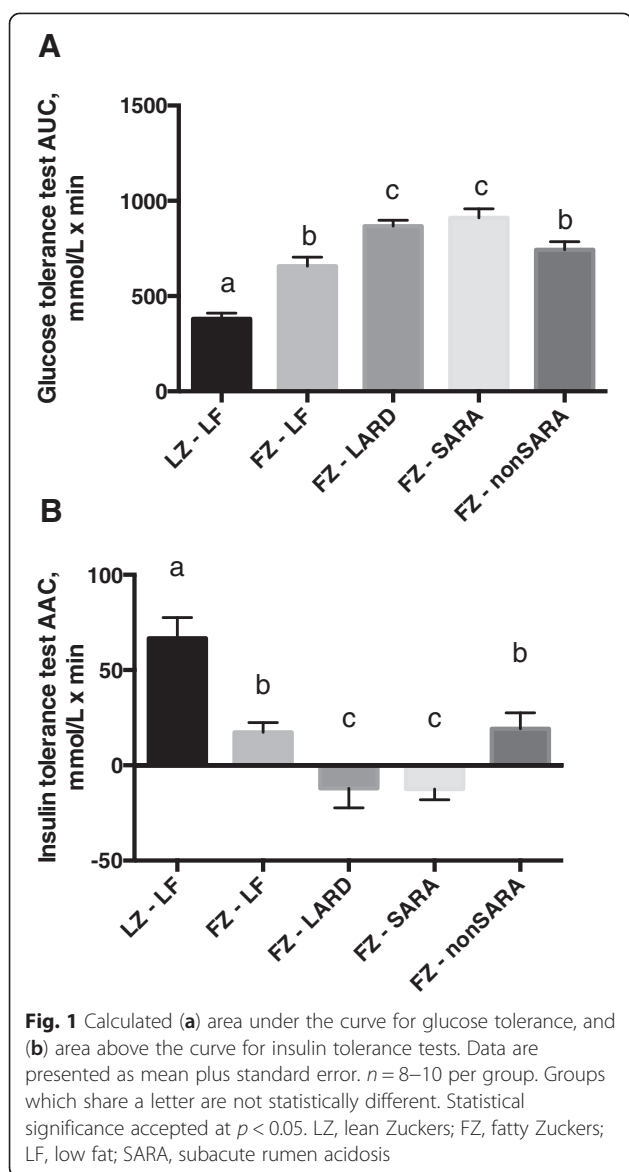 A
Glucose tolerance test AUC,
mmol/L x min
1500
1000
500
0
a
b
c
c
b
LZ - LF
FZ - LF
FZ - LARD
FZ - SARA
FZ - nonSARA
B
Insulin tolerance test AAC,
mmol/L x min
100
50
0
-50
a
b
c
c
b
LZ - LF
FZ - LF
FZ - LARD
FZ - SARA
FZ - nonSARA
Fig. 1 Calculated (a) area under the curve for glucose tolerance, and
(b) area above the curve for insulin tolerance tests. Data are
presented as mean plus standard error. n = 8–10 per group. Groups
which share a letter are not statistically different. Statistical
significance accepted at p < 0.05. LZ, lean Zuckers; FZ, fatty Zuckers;
LF, low fat; SARA, subacute rumen acidosis